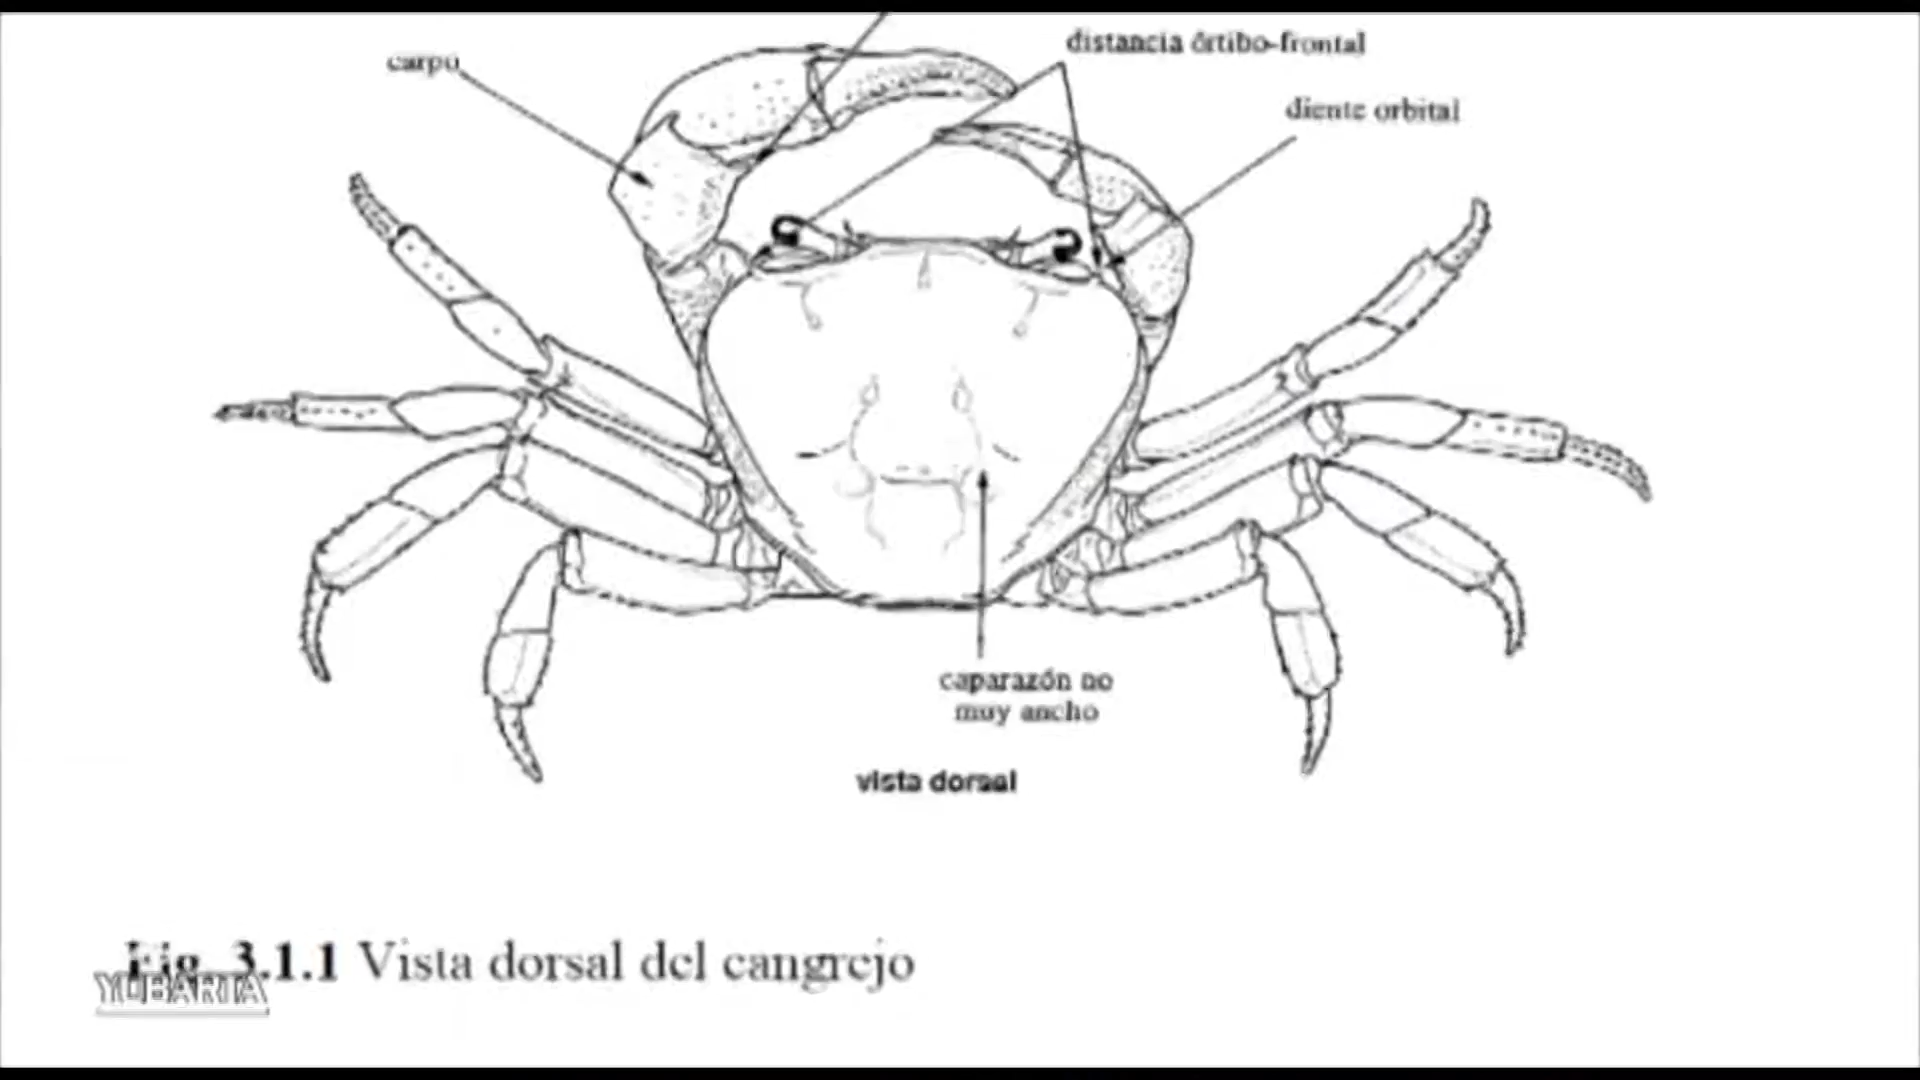 distancia órtibo-frontal
carpo
diente orbital
caparazón no
muy ancho
vista dorsal
Fig. 3.1.1 Vista dorsal del cangrejo
YUBARTA